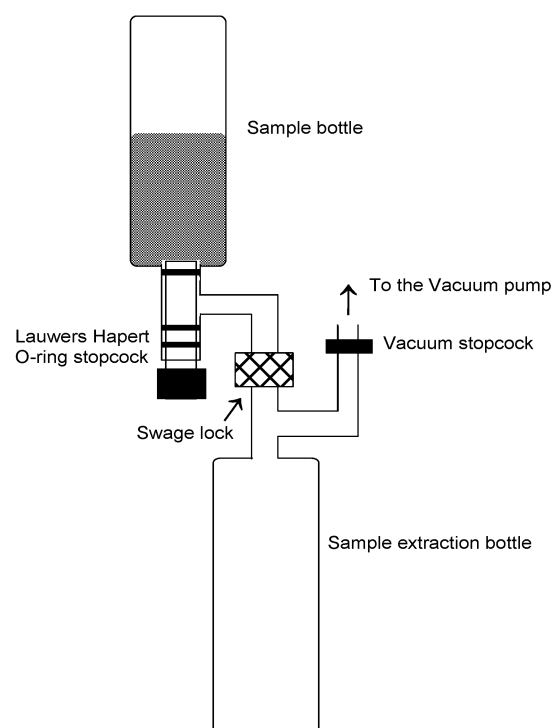 Sample bottle
To the Vacuum pump
Lauwers Hapert
O-ring stopcock
Vacuum stopcock
Swage lock
Sample extraction bottle